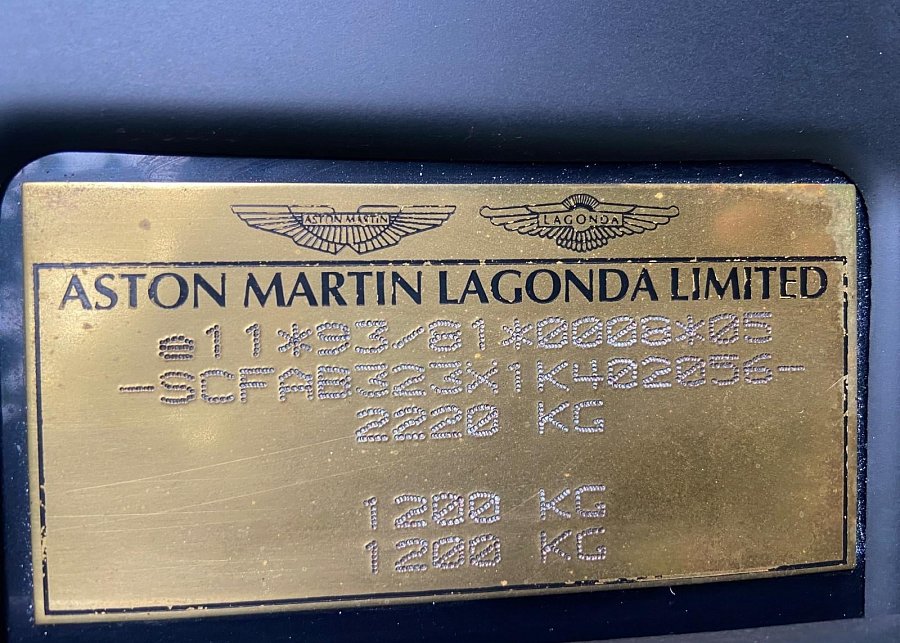 ASTON MARTIN LAGONDA
ASTON MARTIN LAGONDA LIMITED
e11*93/81*0008*05
-SCFAB323X1K402056-
2220 KG
1200 KG
1200 KG